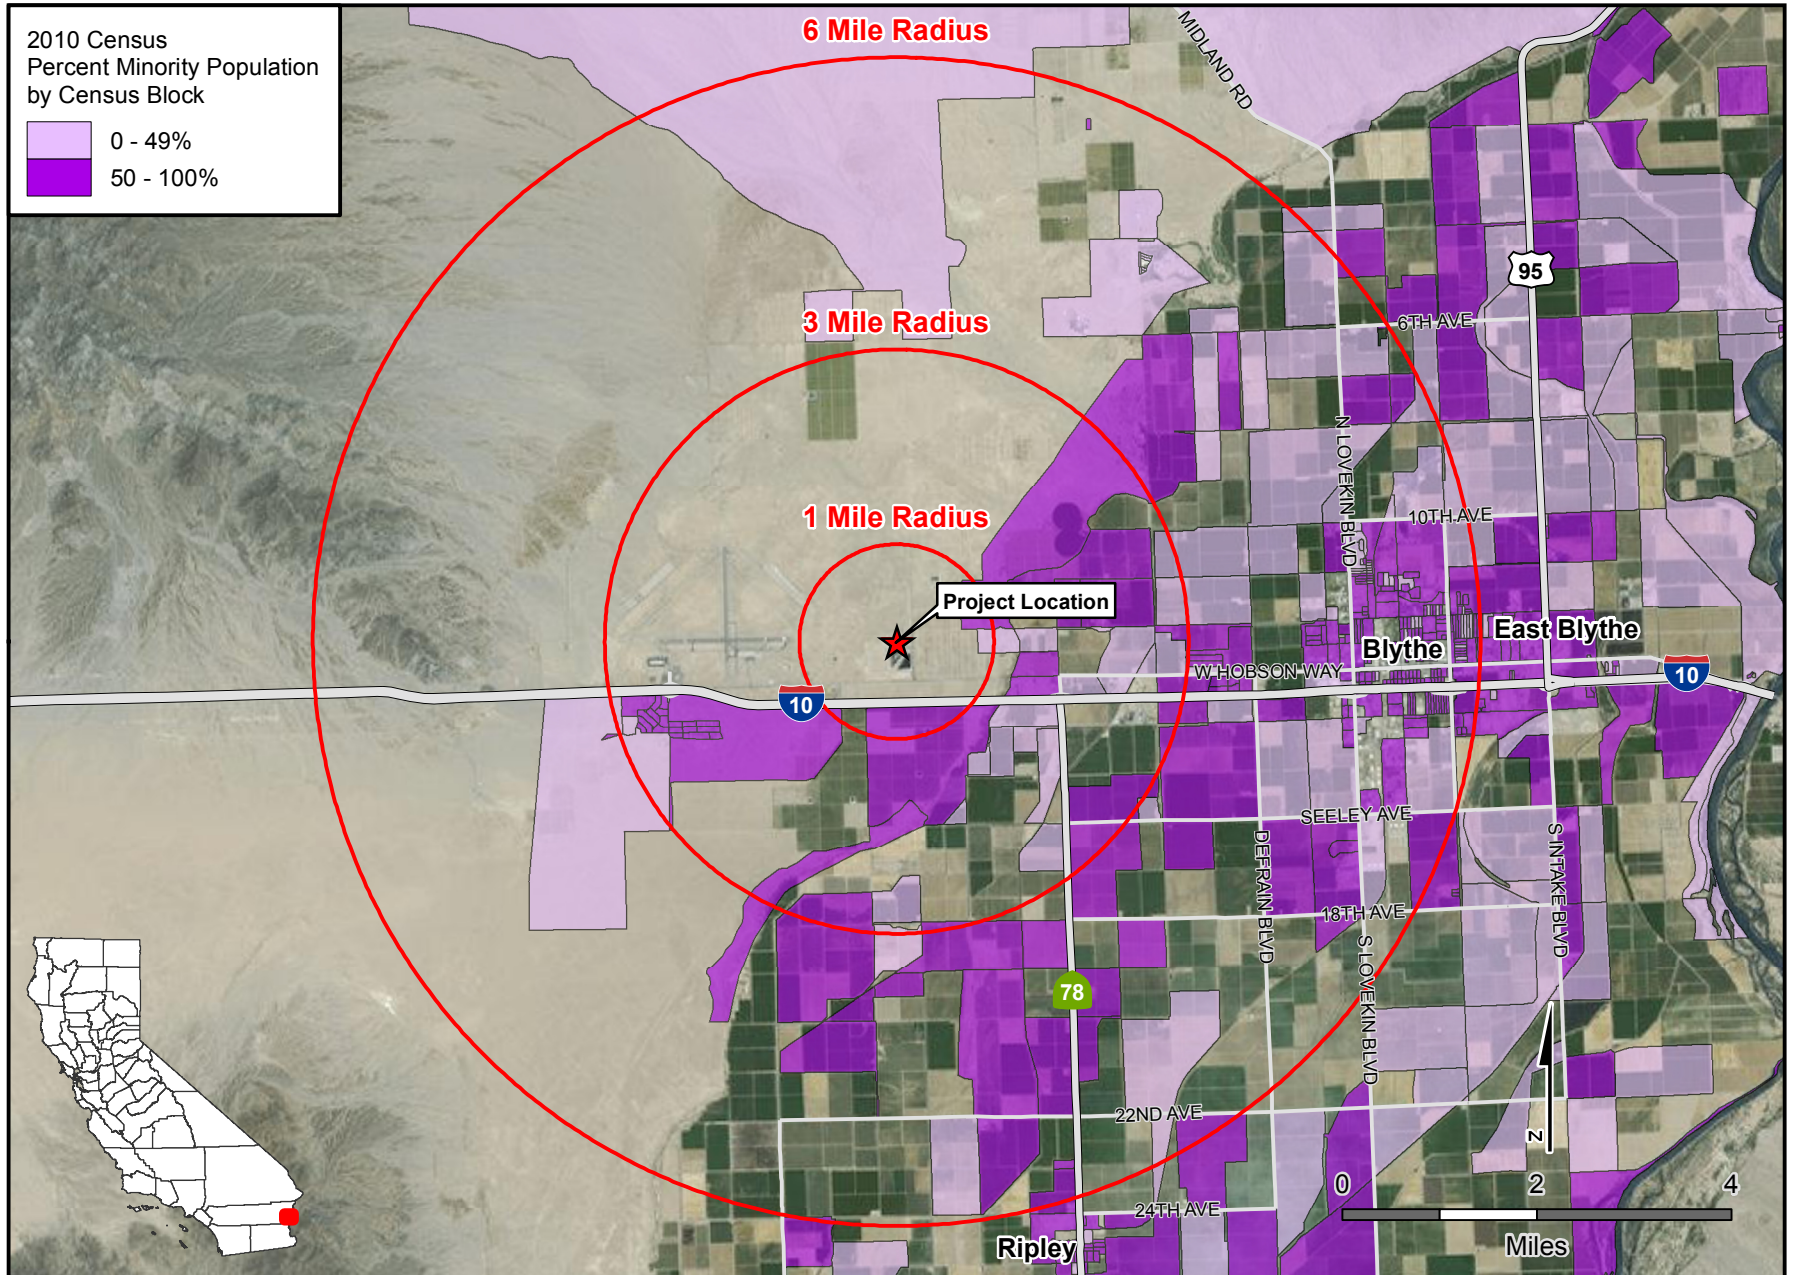 2010 Census
Percent Minority Population
by Census Block
0 - 49%
50 - 100%
6 Mile Radius
MIDLAND RD
95
3 Mile Radius
6TH AVE
N LOVEKIN BLVD
1 Mile Radius
10TH AVE
Project Location
East Blythe
Blythe
W HOBSON WAY
10
10
SEELEY AVE
DEFRAIN BLVD
S INTAKE BLVD
18TH AVE
S LOVEKIN BLVD
78
22ND AVE
N
24TH AVE
Ripley
0 2 4
Miles